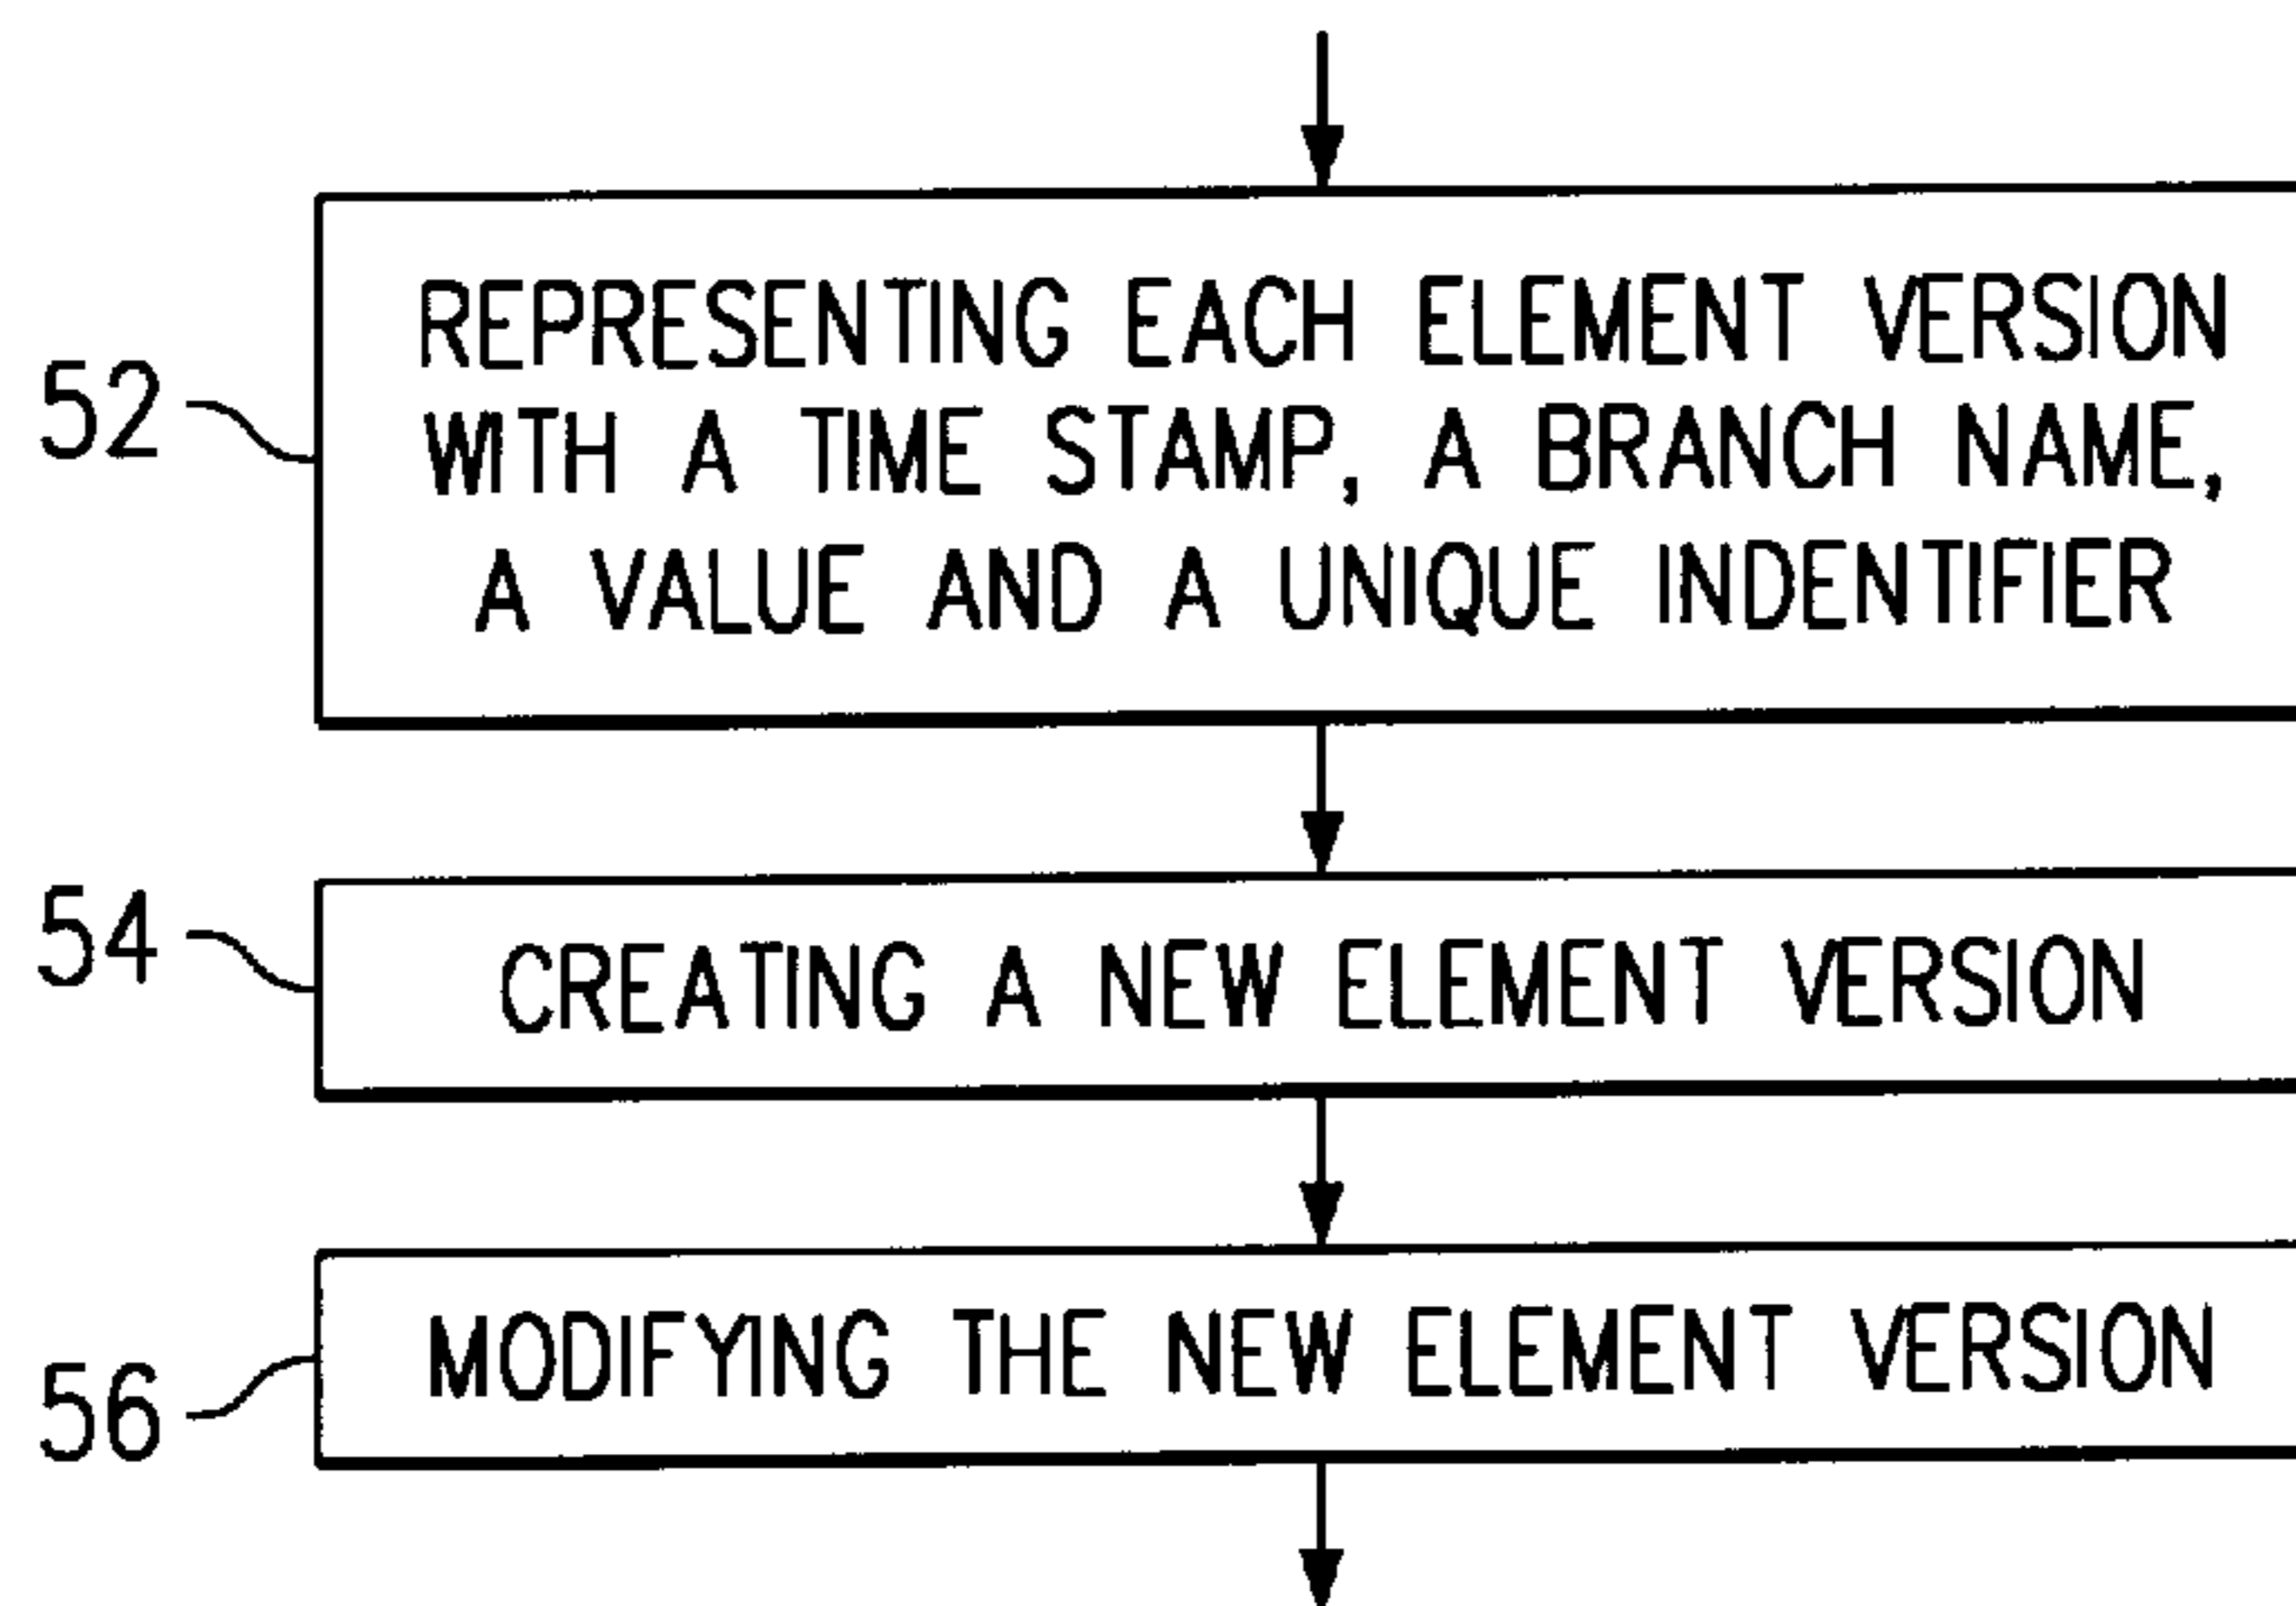 REPRESENTING EACH ELEMENT VERSION
52 WITH A TIME STAMP, A BRANCH NAME,
A VALUE AND A UNIQUE INDENTIFIER
54 CREATING A NEW ELEMENT VERSION
56 MODIFYING THE NEW ELEMENT VERSION